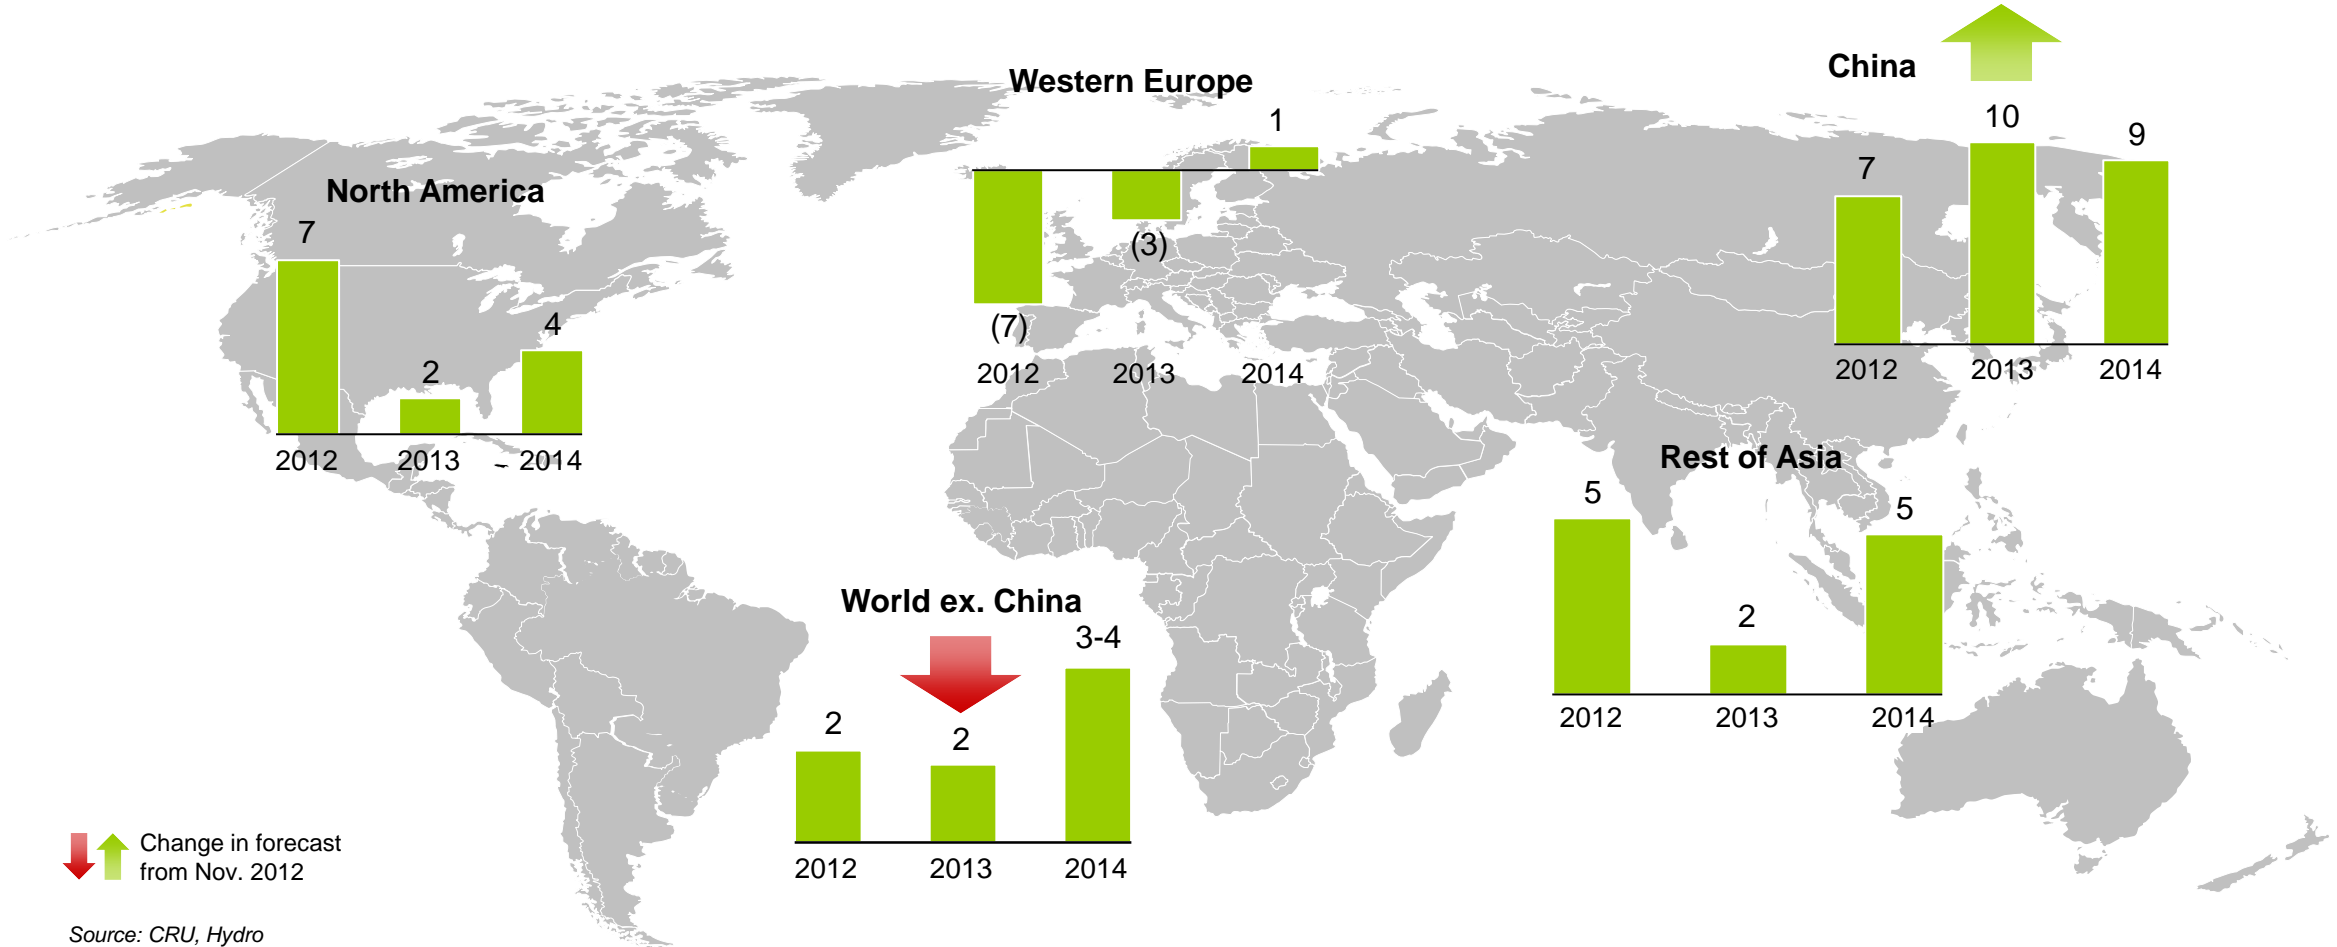 Western Europe
1
(3)
(7)
2012 2013 2014
China
10
9
7
2012 2013 2014
North America
7
4
2
2012 2013 2014
Rest of Asia
5
5
2
2012 2013 2014
World ex. China
3-4
2
2
2012 2013 2014
Change in forecast
from Nov. 2012
Source: CRU, Hydro